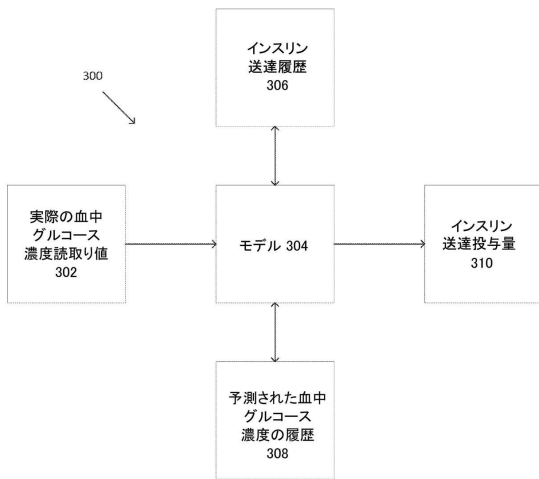 インスリン
送達履歴
306
300
実際の血中
グルコース
濃度読取り値
302
モデル 304
インスリン
送達投与量
310
予測された血中
グルコース
濃度の履歴
308